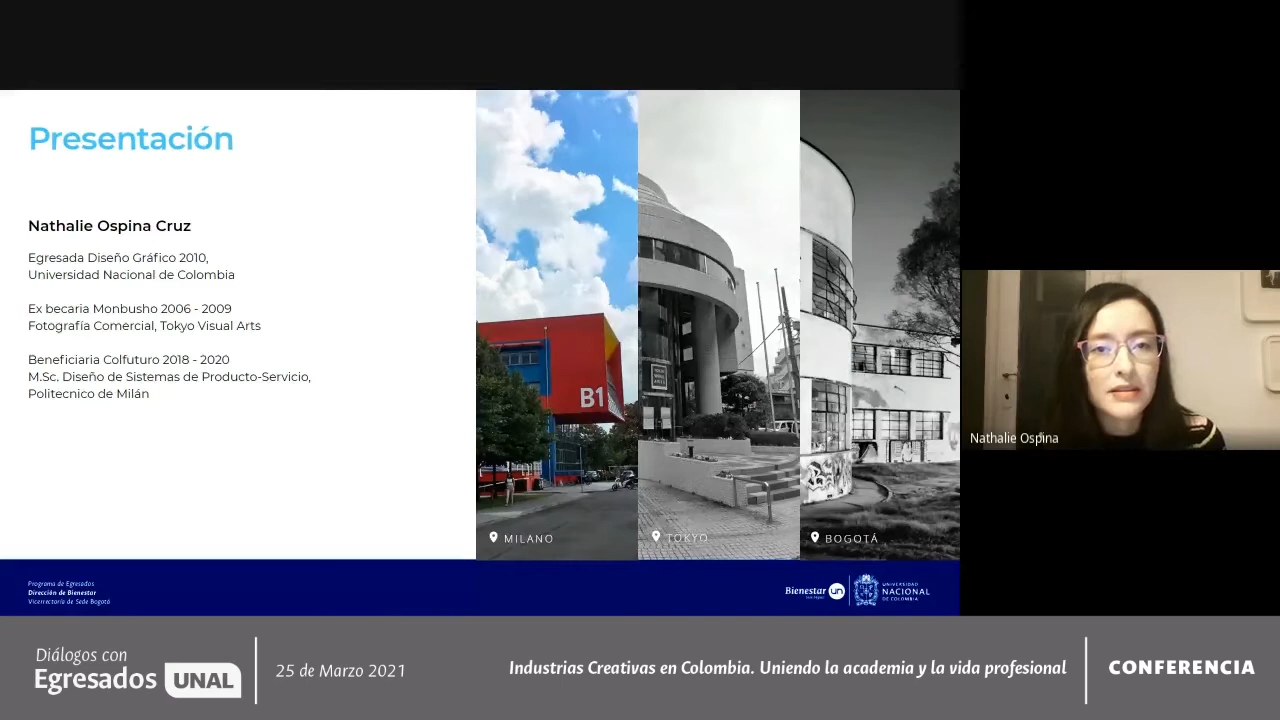 Presentación
Nathalie Ospina Cruz
Egresada Diseño Gráfico 2010,
Universidad Nacional de Colombia
Ex becaria Monbusho 2006 - 2009
Fotografía Comercial, Tokyo Visual Arts
Beneficiaria Colfuturo 2018 - 2020
M.Sc. Diseño de Sistemas de Producto-Servicio,
Politecnico de Milán
B1
MILANO
TOKYO
BOGOTÁ
Nathalie Ospina
Programa de Egresados
Dirección de Bienestar
Vicerrectoría de Sede Bogotá
Bienestar un
UNIVERSIDAD
NACIONAL
DE COLOMBIA
Diálogos con
Egresados UNAL
25 de Marzo 2021
Industrias Creativas en Colombia. Uniendo la academia y la vida profesional
CONFERENCIA